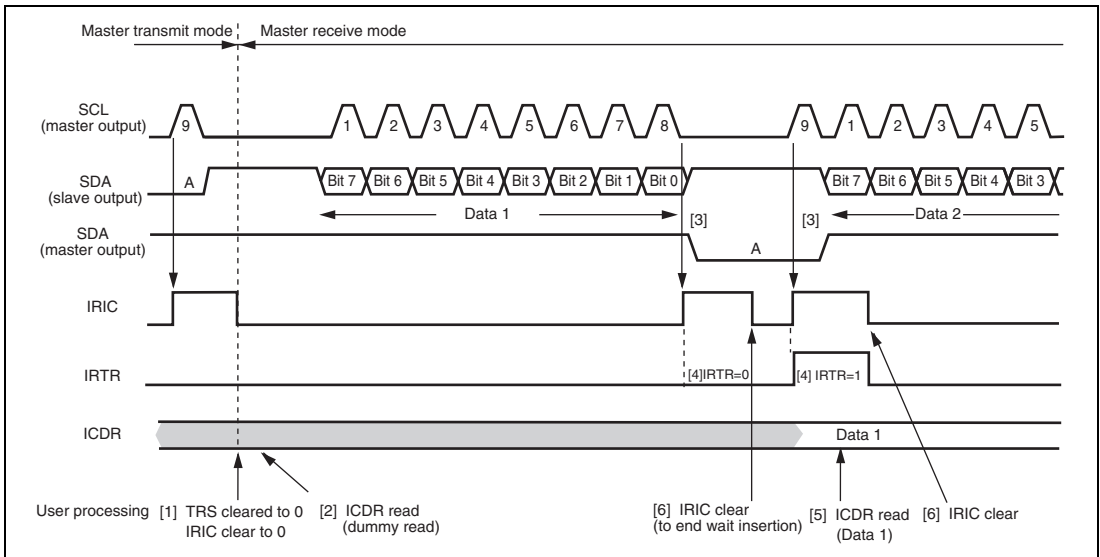 Master transmit mode Master receive mode
SCL
(master output)
9 1 2 3 4 5 6 7 8 9 1 2 3 4 5
SDA
(slave output)
A Bit 7 Bit 6 Bit 5 Bit 4 Bit 3 Bit 2 Bit 1 Bit 0 Bit 7 Bit 6 Bit 5 Bit 4 Bit 3
Data 1 [3] [3] Data 2
SDA
(master output)
A
IRIC
IRTR
[4]IRTR=0 [4] IRTR=1
ICDR
Data 1
User processing [1] TRS cleared to 0
IRIC clear to 0
[2] ICDR read
(dummy read)
[6] IRIC clear
(to end wait insertion)
[5] ICDR read
(Data 1)
[6] IRIC clear